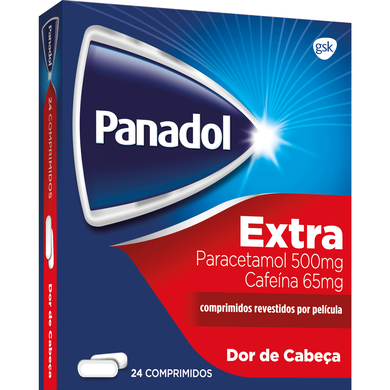 gsk
Panadol
Extra
Paracetamol 500mg
Cafeína 65mg
comprimidos revestidos por película
Dor de Cabeça
24 COMPRIMIDOS
Panadol
24 COMPRIMIDOS
Dor de Cabeça